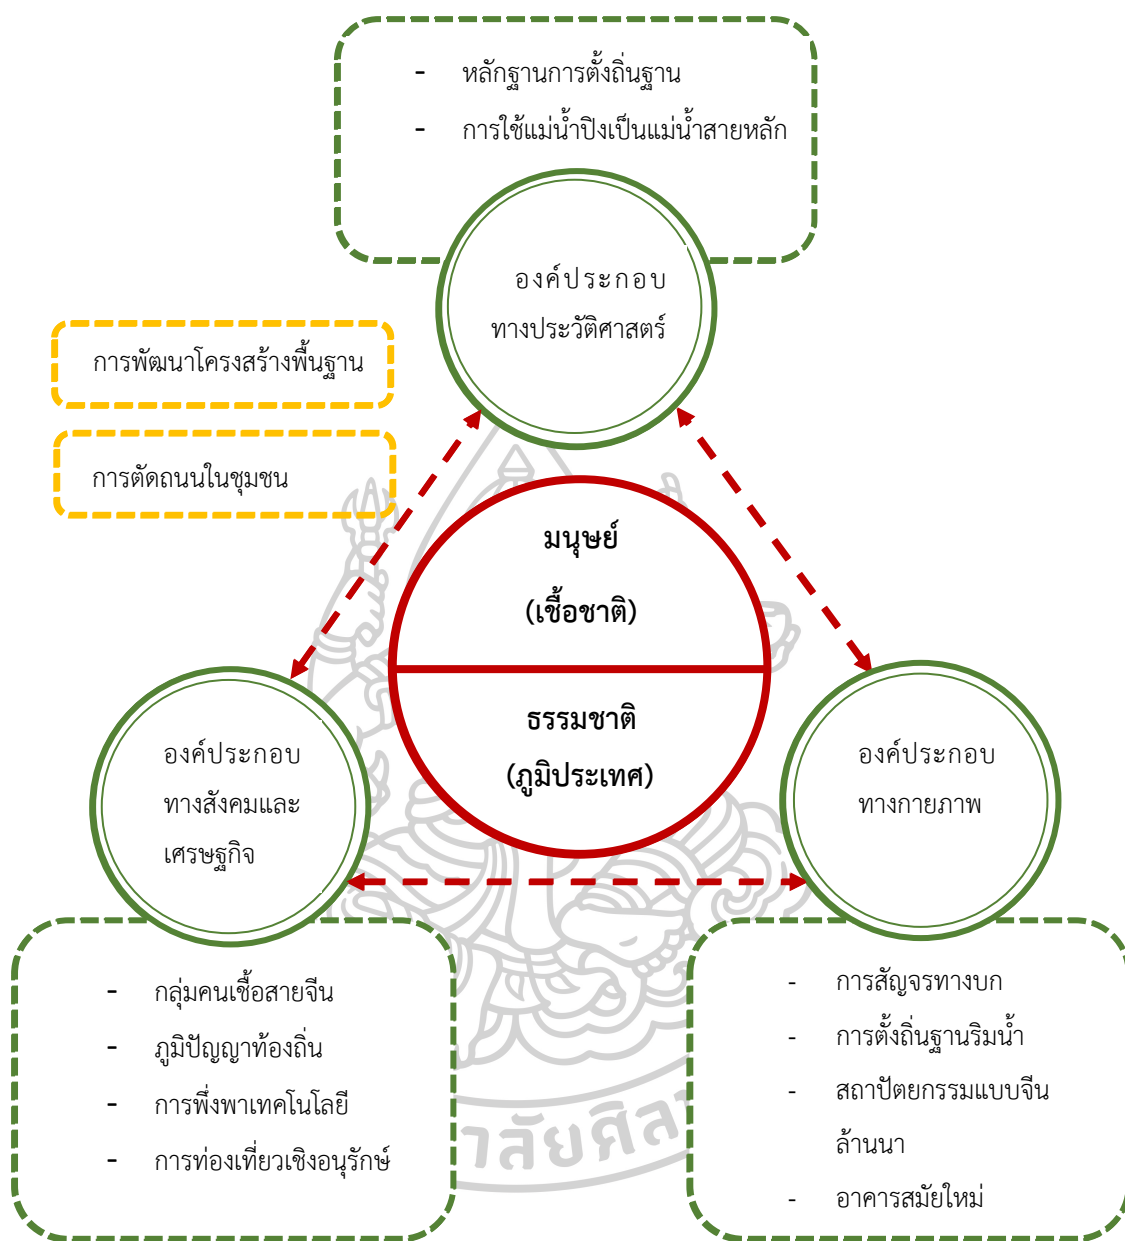 - หลักฐานการตั้งถิ่นฐาน
- การใช้แม่น้ำปิงเป็นแม่น้ำสายหลัก
องค์ประกอบ
ทางประวัติศาสตร์
การพัฒนาโครงสร้างพื้นฐาน
การตัดถนนในชุมชน
มนุษย์
(เชื้อชาติ)
ธรรมชาติ
(ภูมิประเทศ)
องค์ประกอบ
ทางสังคมและ
เศรษฐกิจ
องค์ประกอบ
ทางกายภาพ
- กลุ่มคนเชื้อสายจีน
- ภูมิปัญญาท้องถิ่น
- การพึ่งพาเทคโนโลยี
- การท่องเที่ยวเชิงอนุรักษ์
- การสัญจรทางบก
- การตั้งถิ่นฐานริมน้ำ
- สถาปัตยกรรมแบบจีน
ล้านนา
- อาคารสมัยใหม่
าลัยศิล